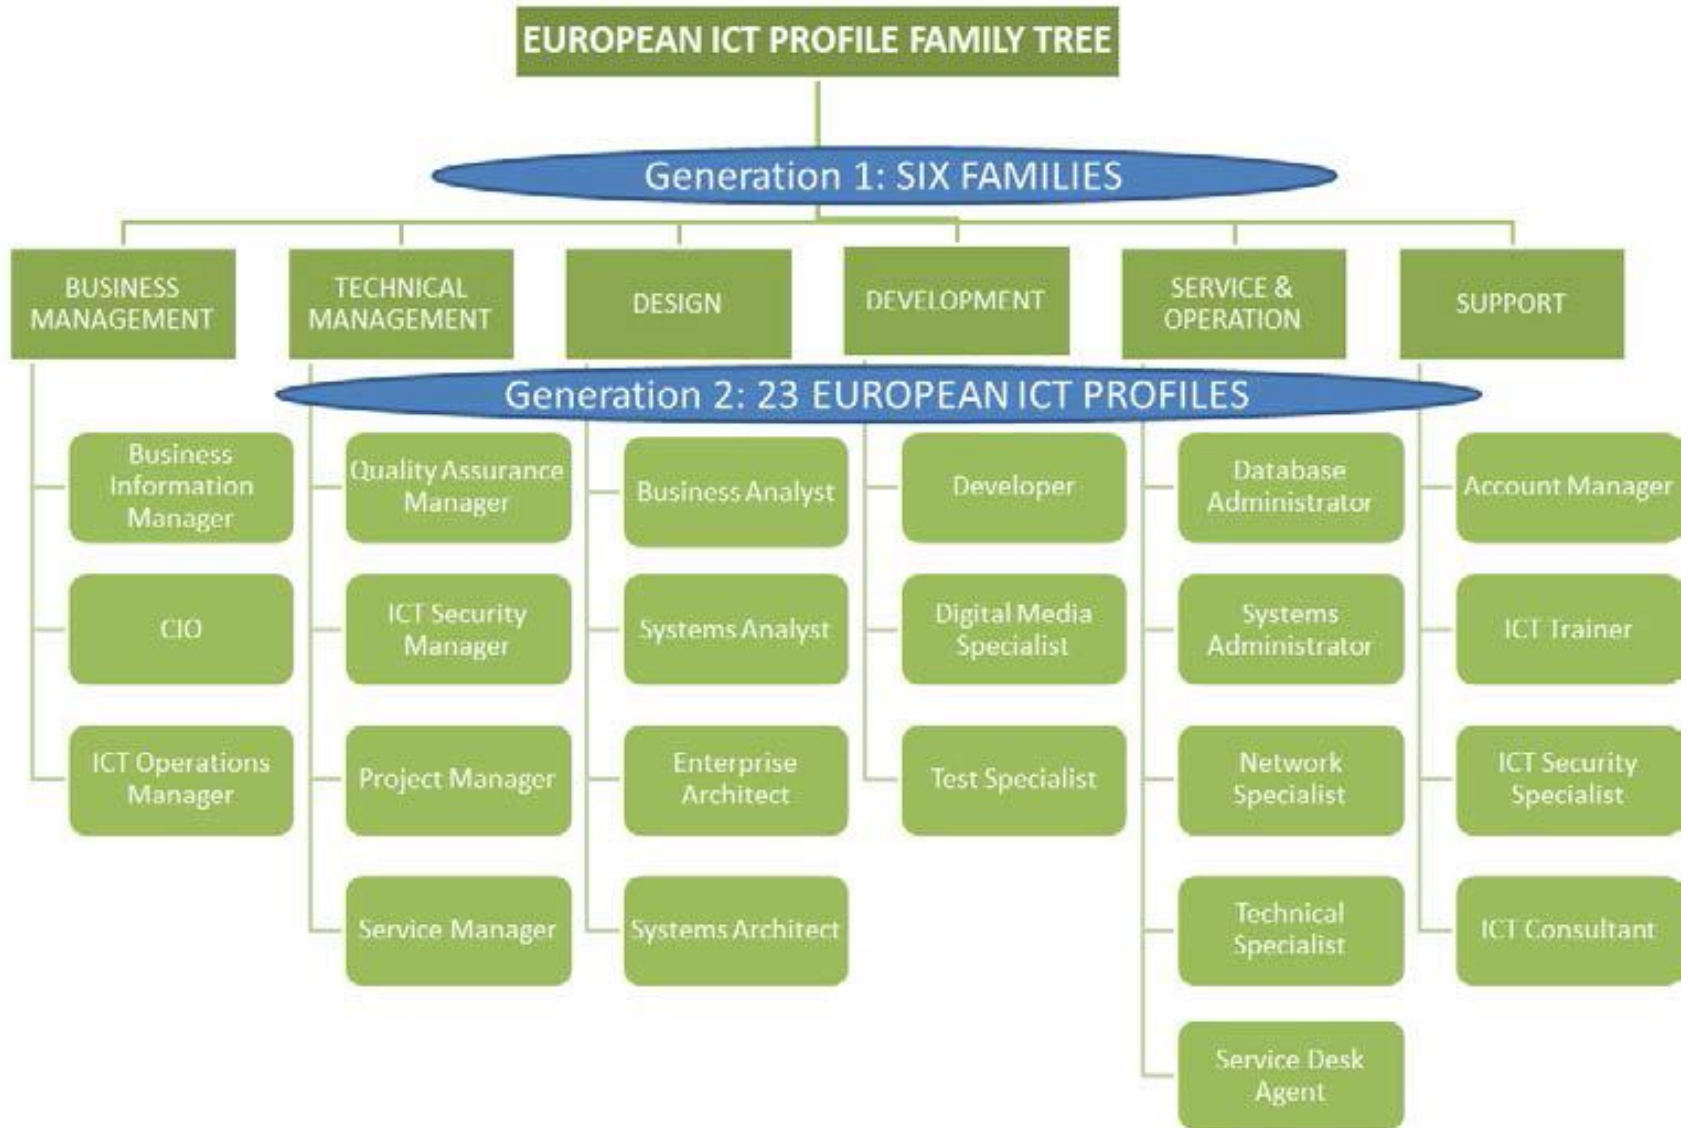 EUROPEAN ICT PROFILE FAMILY TREE
Generation 1: SIX FAMILIES
BUSINESS
MANAGEMENT
TECHNICAL
MANAGEMENT
DESIGN
DEVELOPMENT
SERVICE &
OPERATION
SUPPORT
Generation 2: 23 EUROPEAN ICT PROFILES
Business
Information
Manager
CIO
ICT Operations
Manager
Quality Assurance
Manager
ICT Security
Manager
Project Manager
Service Manager
Business Analyst
Systems Analyst
Enterprise
Architect
Systems Architect
Developer
Digital Media
Specialist
Test Specialist
Database
Administrator
Systems
Administrator
Network
Specialist
Technical
Specialist
Service Desk
Agent
Account Manager
ICT Trainer
ICT Security
Specialist
ICT Consultant